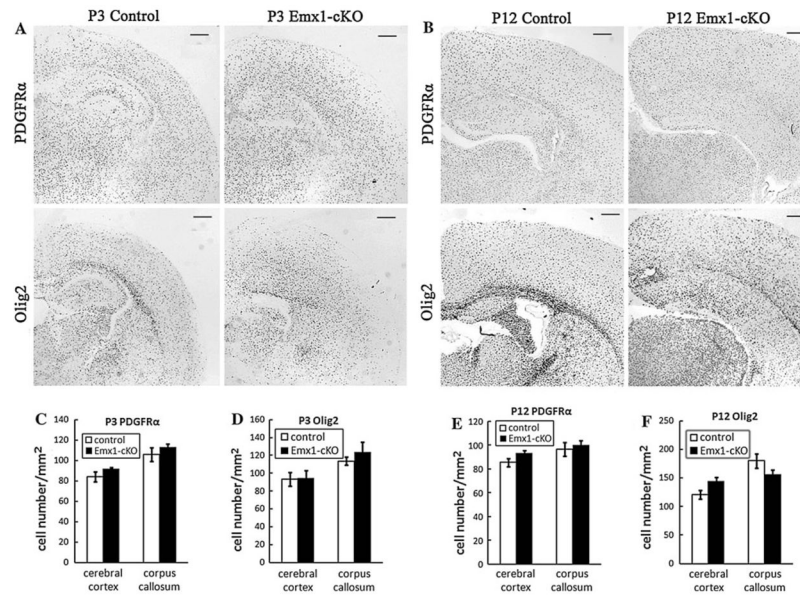 P3 Control
P3 Emx1-cKO
P12 Control
P12 Emx1-cKO
A
B
PDGFRα
PDGFRα
Olig2
Olig2
C
P3 PDGFRα
control
Emx1-cKO
cell number/mm²
140
120
100
80
60
40
20
0
cerebral cortex
corpus callosum
D
P3 Olig2
control
Emx1-cKO
cell number/mm²
160
140
120
100
80
60
40
20
0
cerebral cortex
corpus callosum
E
P12 PDGFRα
control
Emx1-cKO
cell number/mm²
120
100
80
60
40
20
0
cerebral cortex
corpus callosum
F
P12 Olig2
control
Emx1-cKO
cell number/mm²
250
200
150
100
50
0
cerebral cortex
corpus callosum